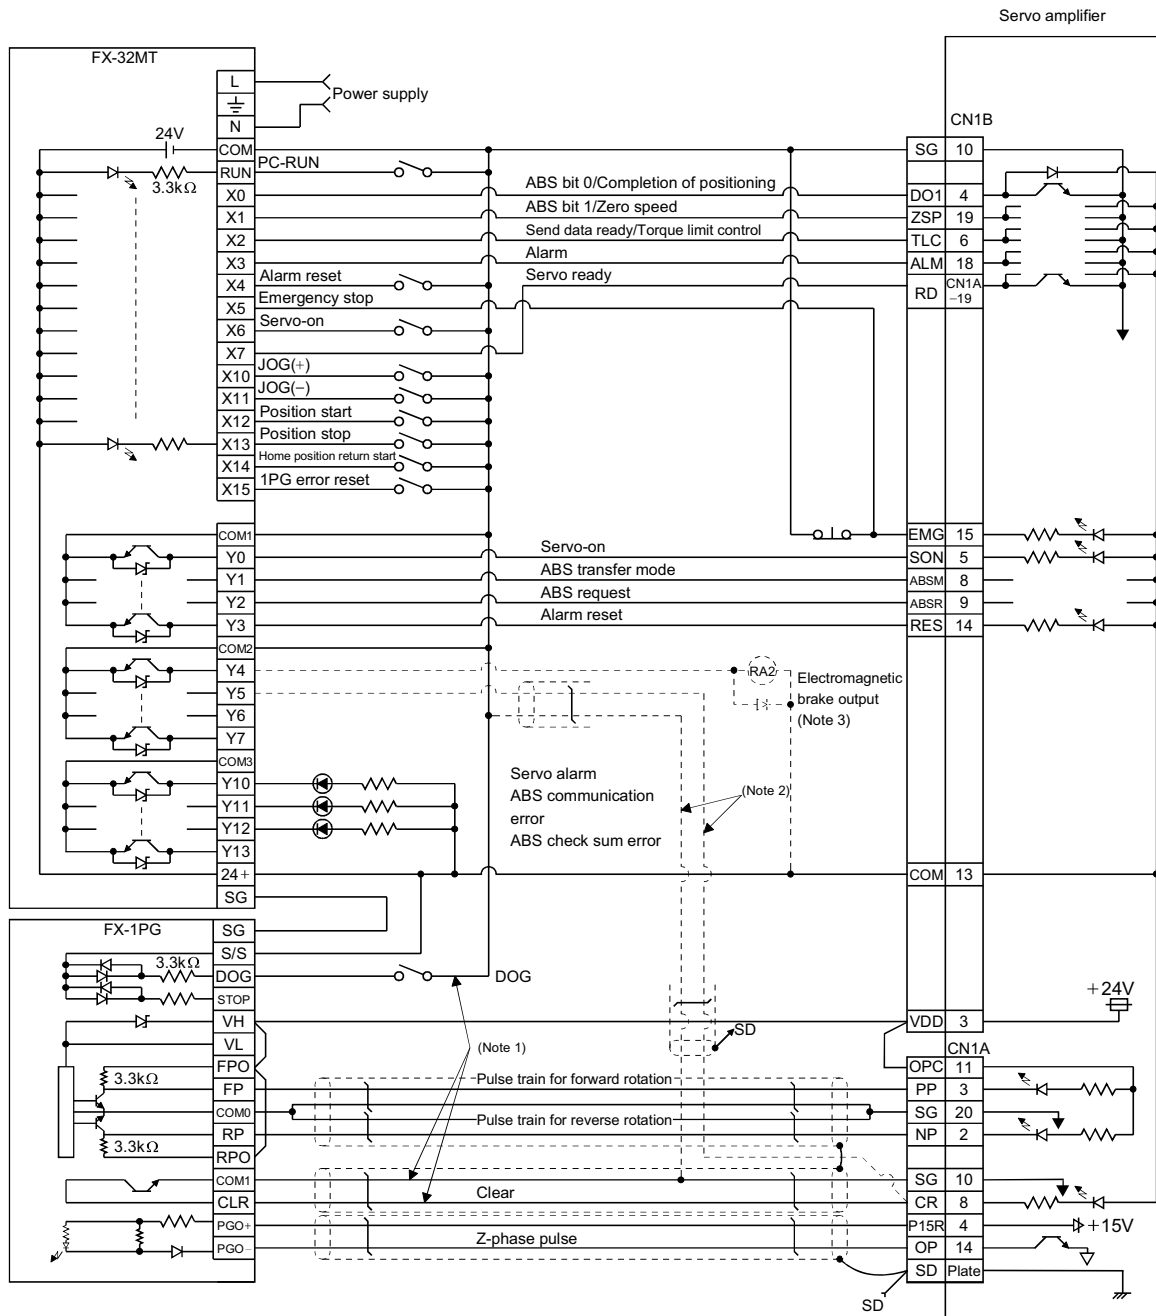 Servo amplifier
FX-32MT
L
N
Power supply
24V
COM
RUN
PC-RUN
3.3kΩ
X0
ABS bit 0/Completion of positioning
X1
ABS bit 1/Zero speed
X2
Send data ready/Torque limit control
X3
Alarm
X4
Alarm reset
Servo ready
X5
Emergency stop
X6
Servo-on
X7
X10
JOG(+)
X11
JOG(−)
X12
Position start
X13
Position stop
X14
Home position return start
X15
1PG error reset
CN1B
SG 10
DO1 4
ZSP 19
TLC 6
ALM 18
RD CN1A
−19
COM1
Y0
Servo-on
Y1
ABS transfer mode
Y2
ABS request
Y3
Alarm reset
EMG 15
SON 5
ABSM 8
ABSR 9
RES 14
COM2
Y4
Y5
Y6
Y7
RA2
Electromagnetic
brake output
(Note 3)
COM3
Y10
Y11
Y12
Y13
24+
SG
Servo alarm
ABS communication
error
ABS check sum error
(Note 2)
COM 13
FX-1PG
SG
S/S
3.3kΩ
DOG
DOG
STOP
VH
VL
FPO
3.3kΩ
FP
COM0
RP
3.3kΩ
RPO
COM1
CLR
PGO+
PGO−
(Note 1)
SD
Pulse train for forward rotation
Pulse train for reverse rotation
Clear
Z-phase pulse
+24V
VDD 3
CN1A
OPC 11
PP 3
SG 20
NP 2
SG 10
CR 8
P15R 4
+15V
OP 14
SD Plate
SD